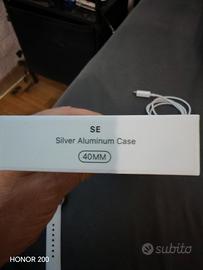 SE
Silver Aluminum Case
40MM
HONOR 200
subito